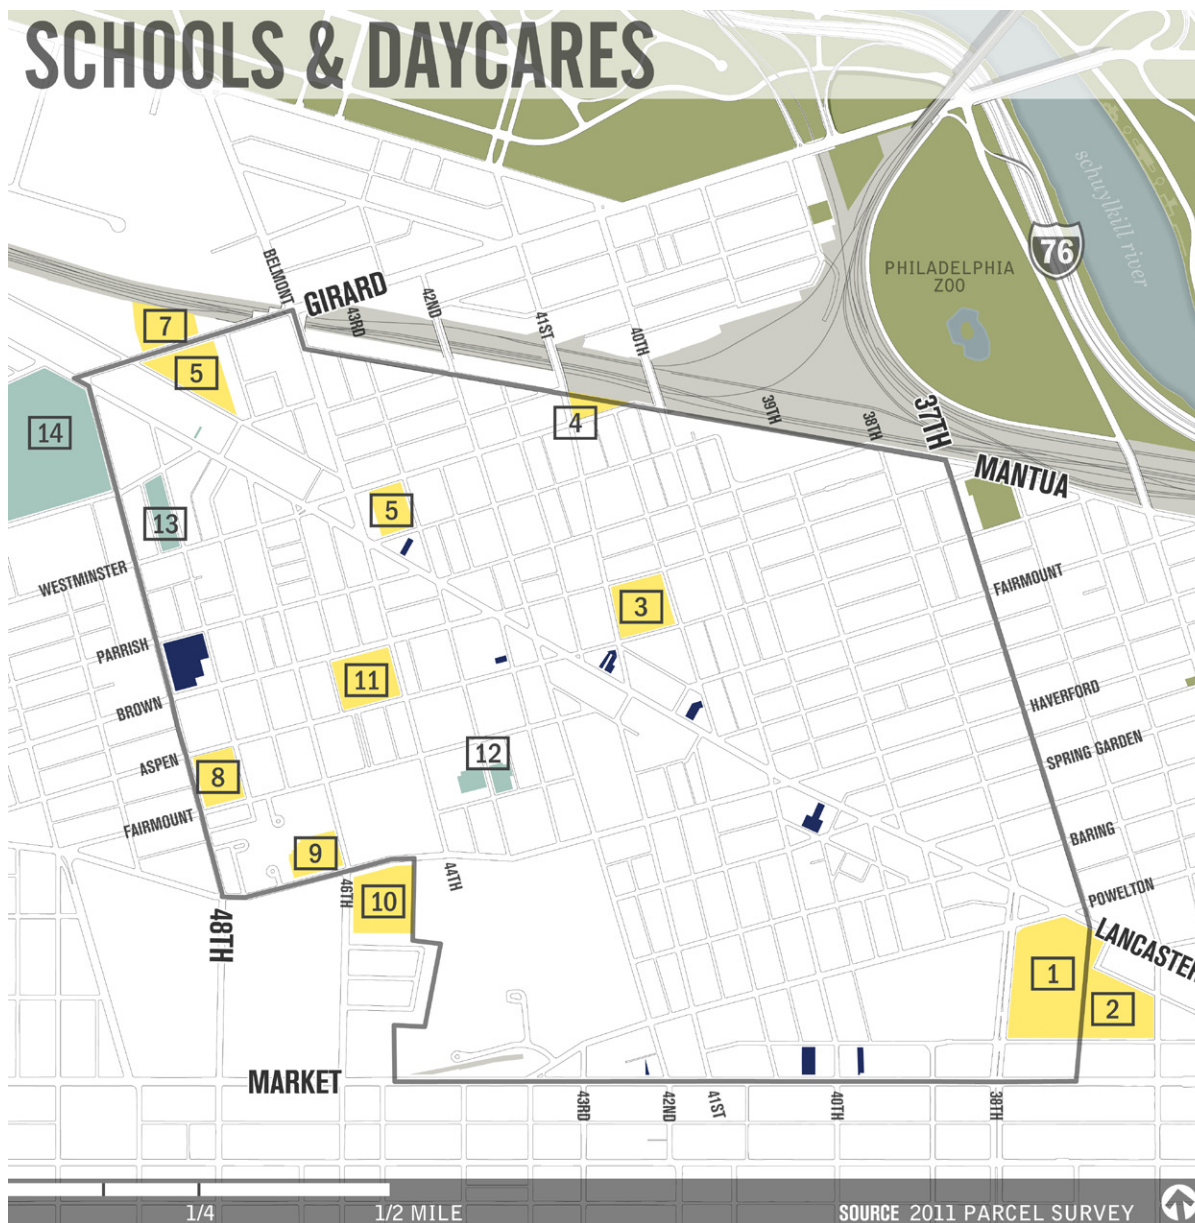 SCHOOLS & DAYCARES
schuylkill river
76
PHILADELPHIA
ZOO
BELMONT
GIRARD
43RD
42ND
41ST
40TH
39TH
38TH
37TH
MANTUA
7
5
4
14
13
5
3
WESTMINSTER
FAIRMOUNT
PARRISH
11
BROWN
HAVERFORD
ASPEN
12
SPRING GARDEN
8
FAIRMOUNT
BARING
9
46TH
44TH
10
POWELTON
48TH
LANCASTER
1
2
MARKET
43RD
42ND
41ST
40TH
38TH
1/4
1/2 MILE
SOURCE 2011 PARCEL SURVEY